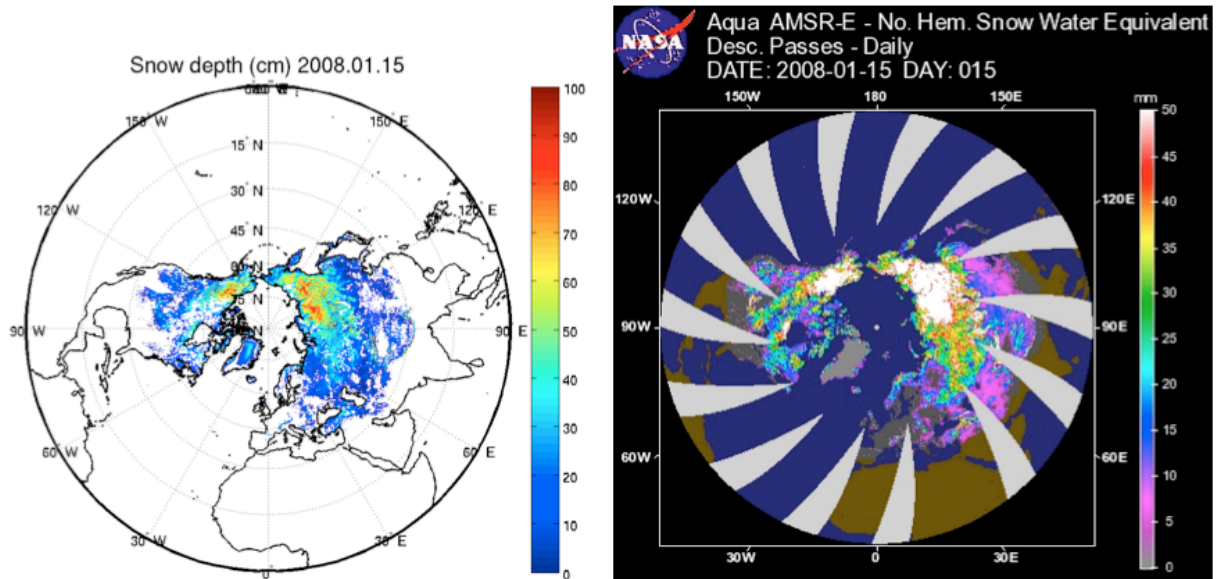 Snow depth (cm) 2008.01.15
150° W
150° E
15° N
120° W
120° E
30° N
45° N
75° N
90° W
90° E
60° W
60° E
30° W
30° E
0
100
90
80
70
60
50
40
30
20
10
0
NASA
Aqua AMSR-E - No. Hem. Snow Water Equivalent
Desc. Passes - Daily
DATE: 2008-01-15 DAY: 015
150W
180
150E
mm
120W
120E
90W
90E
60W
60E
30W
0
30E
50
40
30
20
15
10
5
0